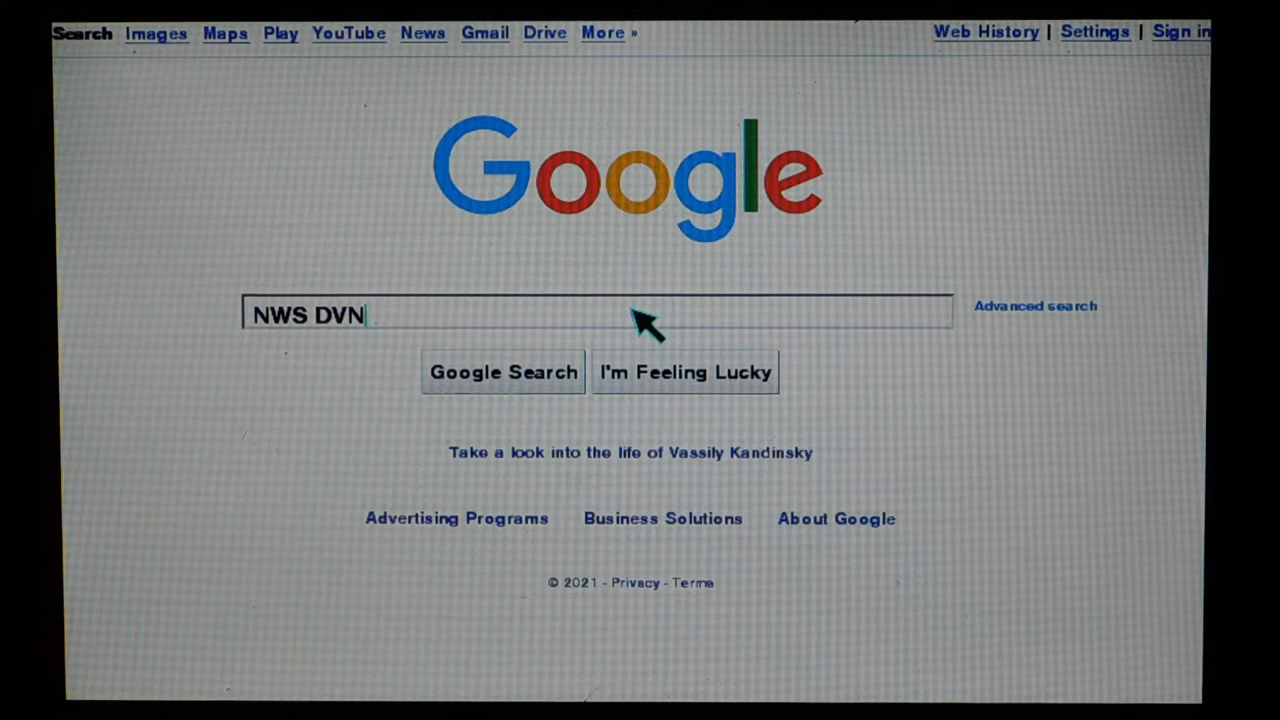 Search Images Maps Play YouTube News Gmail Drive More » Web History | Settings | Sign in
Google
NWS DVN
Advanced search
Google Search I'm Feeling Lucky
Take a look into the life of Vassily Kandinsky
Advertising Programs Business Solutions About Google
© 2021 - Privacy - Terms